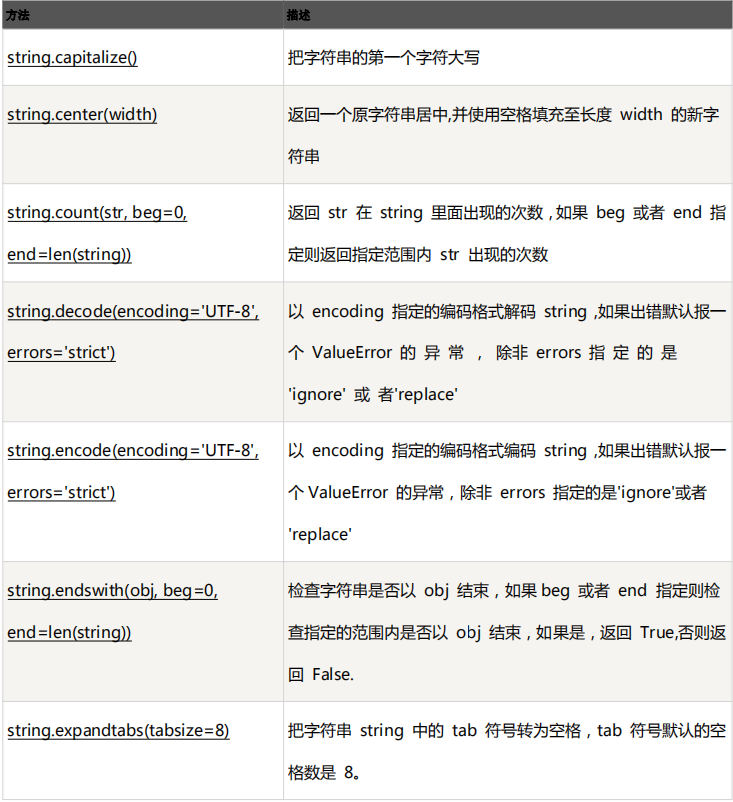 方法 描述
string.capitalize() 把字符串的第一个字符大写
string.center(width) 返回一个原字符串居中,并使用空格填充至长度 width 的新字
符串
string.count(str, beg=0, 返回 str 在 string 里面出现的次数,如果 beg 或者 end 指
end=len(string)) 定则返回指定范围内 str 出现的次数
string.decode(encoding='UTF-8', 以 encoding 指定的编码格式解码 string ,如果出错默认报一
errors='strict') 个 ValueError 的 异 常 , 除非 errors 指 定 的 是
'ignore' 或 者'replace'
string.encode(encoding='UTF-8', 以 encoding 指定的编码格式编码 string ,如果出错默认报一
errors='strict') 个ValueError 的异常,除非 errors 指定的是'ignore'或者
'replace'
string.endswith(obj, beg=0, 检查字符串是否以 obj 结束,如果beg 或者 end 指定则检
end=len(string)) 查指定的范围内是否以 obj 结束,如果是,返回 True,否则返
回 False.
string.expandtabs(tabsize=8) 把字符串 string 中的 tab 符号转为空格,tab 符号默认的空
格数是 8。